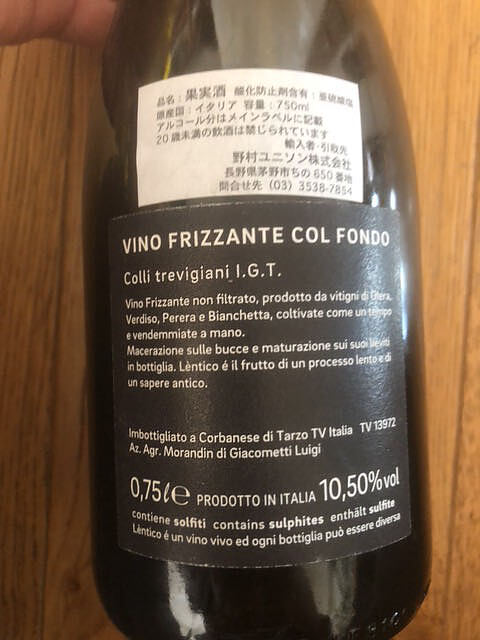 品名：果実酒 酸化防止剤含有：亜硫酸塩
原産国：イタリア 容量：750ml
アルコール分はメインラベルに記載
20歳未満の飲酒は禁じられています
輸入者・引取先
野村ユニソン株式会社
長野県茅野市ちの650番地
問合せ先 (03) 3538-7854
VINO FRIZZANTE COL FONDO
Colli trevigiani I.G.T.
Vino Frizzante non filtrato, prodotto da vitigni di Glera,
Verdiso, Perera e Bianchetta, coltivate come un tempo
e vendemmiate a mano.
Macerazione sulle bucce e maturazione sui suoi lieviti
in bottiglia. Lèntico é il frutto di un processo lento e di
un sapere antico.
Imbottigliato a Corbanese di Tarzo TV Italia TV 13972
Az. Agr. Morandin di Giacometti Luigi
0,75 l e PRODOTTO IN ITALIA 10,50% vol
contiene solfiti contains sulphites enthält sulfite
Lèntico é un vino vivo ed ogni bottiglia può essere diversa